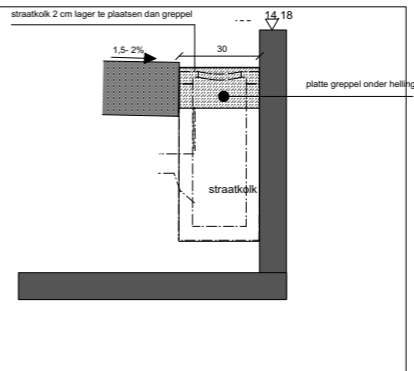 straatkolk 2 cm lager te plaatsen dan greppel
14.18
1,5- 2%
30
platte greppel onder helling
straatkolk